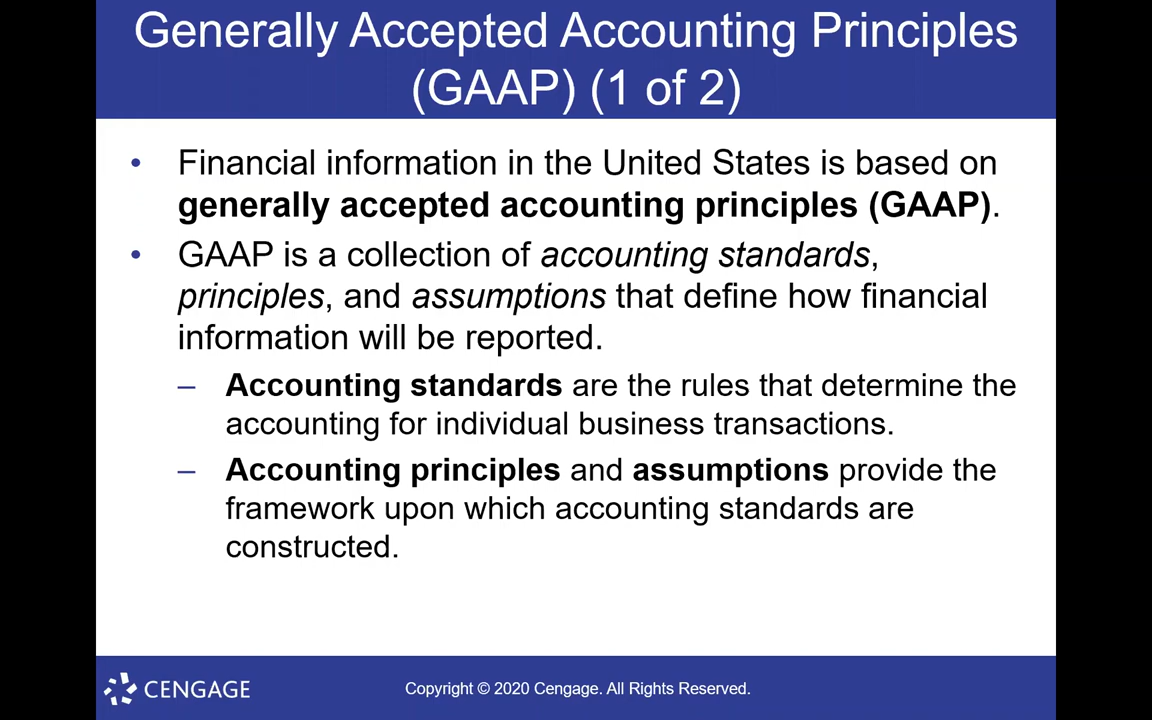 Generally Accepted Accounting Principles
(GAAP) (1 of 2)
• Financial information in the United States is based on
generally accepted accounting principles (GAAP).
• GAAP is a collection of accounting standards,
principles, and assumptions that define how financial
information will be reported.
– Accounting standards are the rules that determine the
accounting for individual business transactions.
– Accounting principles and assumptions provide the
framework upon which accounting standards are
constructed.
CENGAGE
Copyright © 2020 Cengage. All Rights Reserved.